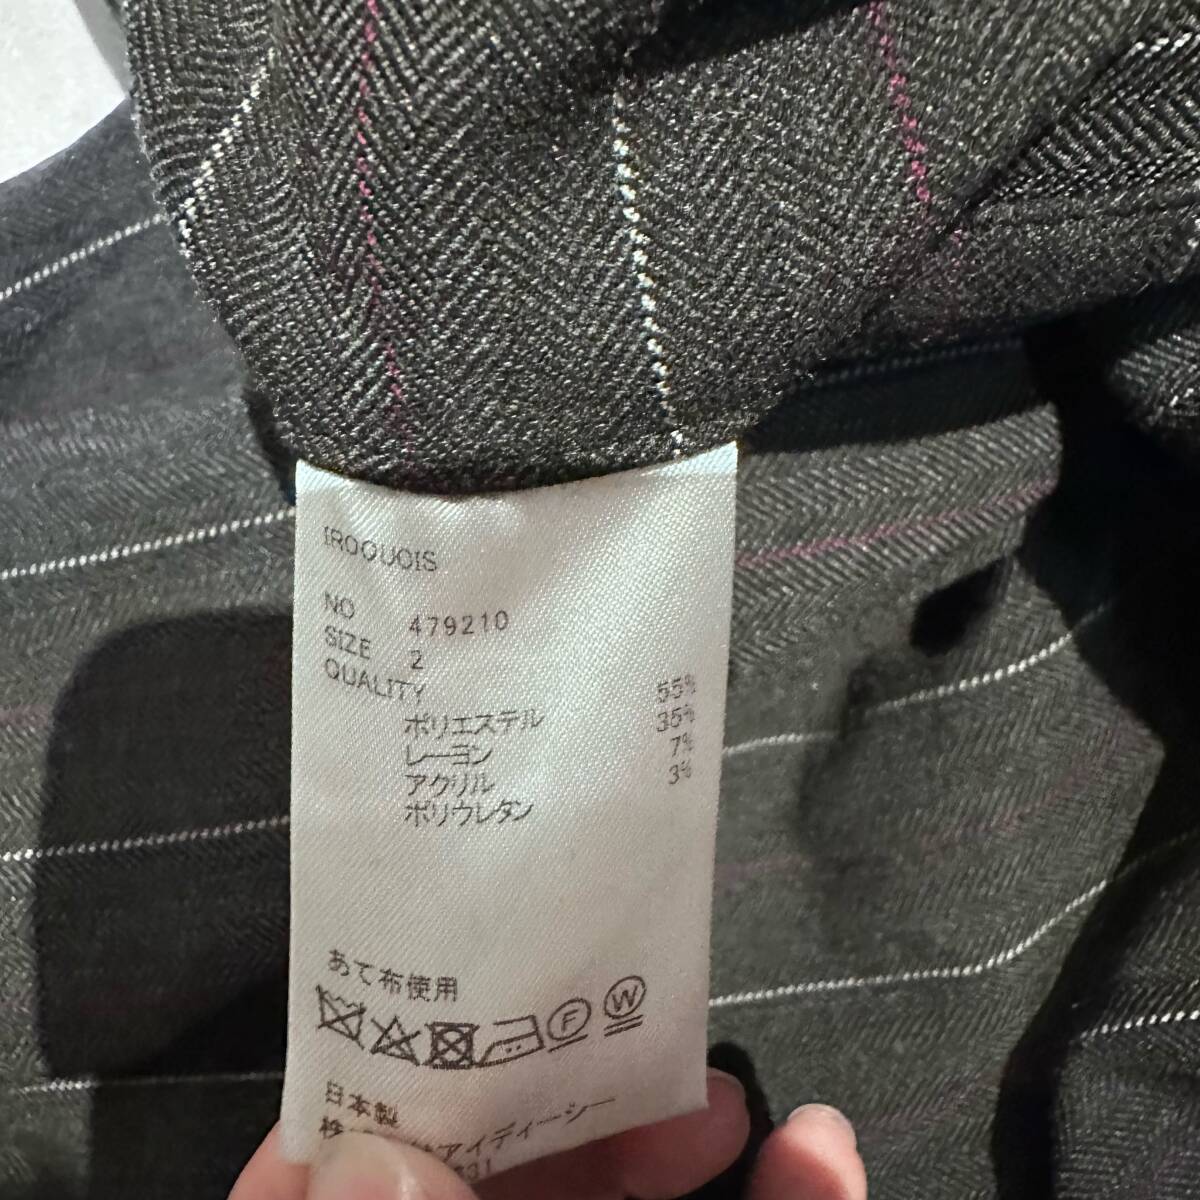 IROQUOIS
NO 479210
SIZE 2
QUALITY
ポリエステル 55%
レーヨン 35%
アクリル 7%
ポリウレタン 3%
あて布使用
F W
日本製
株 アイディーシー